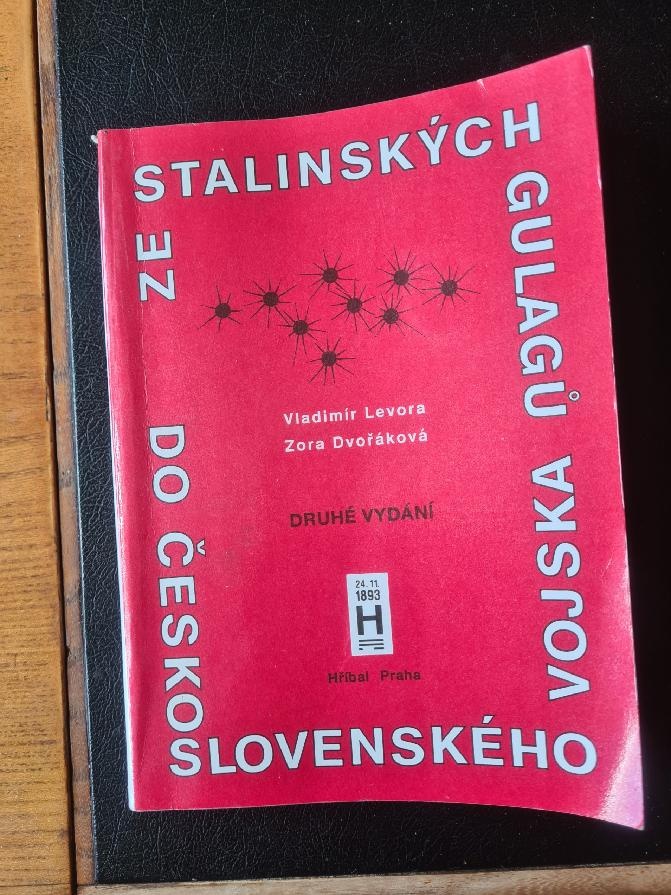 ZE
STALINSKÝCH
GULAGŮ
DO ČESKO
SLOVENSKÉHO
VOJSKA
Vladimír Levora
Zora Dvořáková
DRUHÉ VYDÁNÍ
24. 11.
1893
H
Hříbal Praha